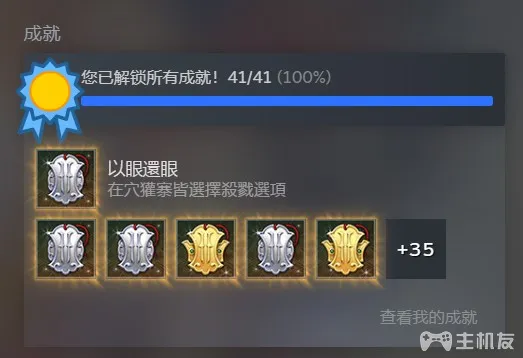 成就
您已解锁所有成就！41/41 (100%)
以眼還眼
在穴獾寨皆選擇殺戮選項
+35
查看我的成就
主机友